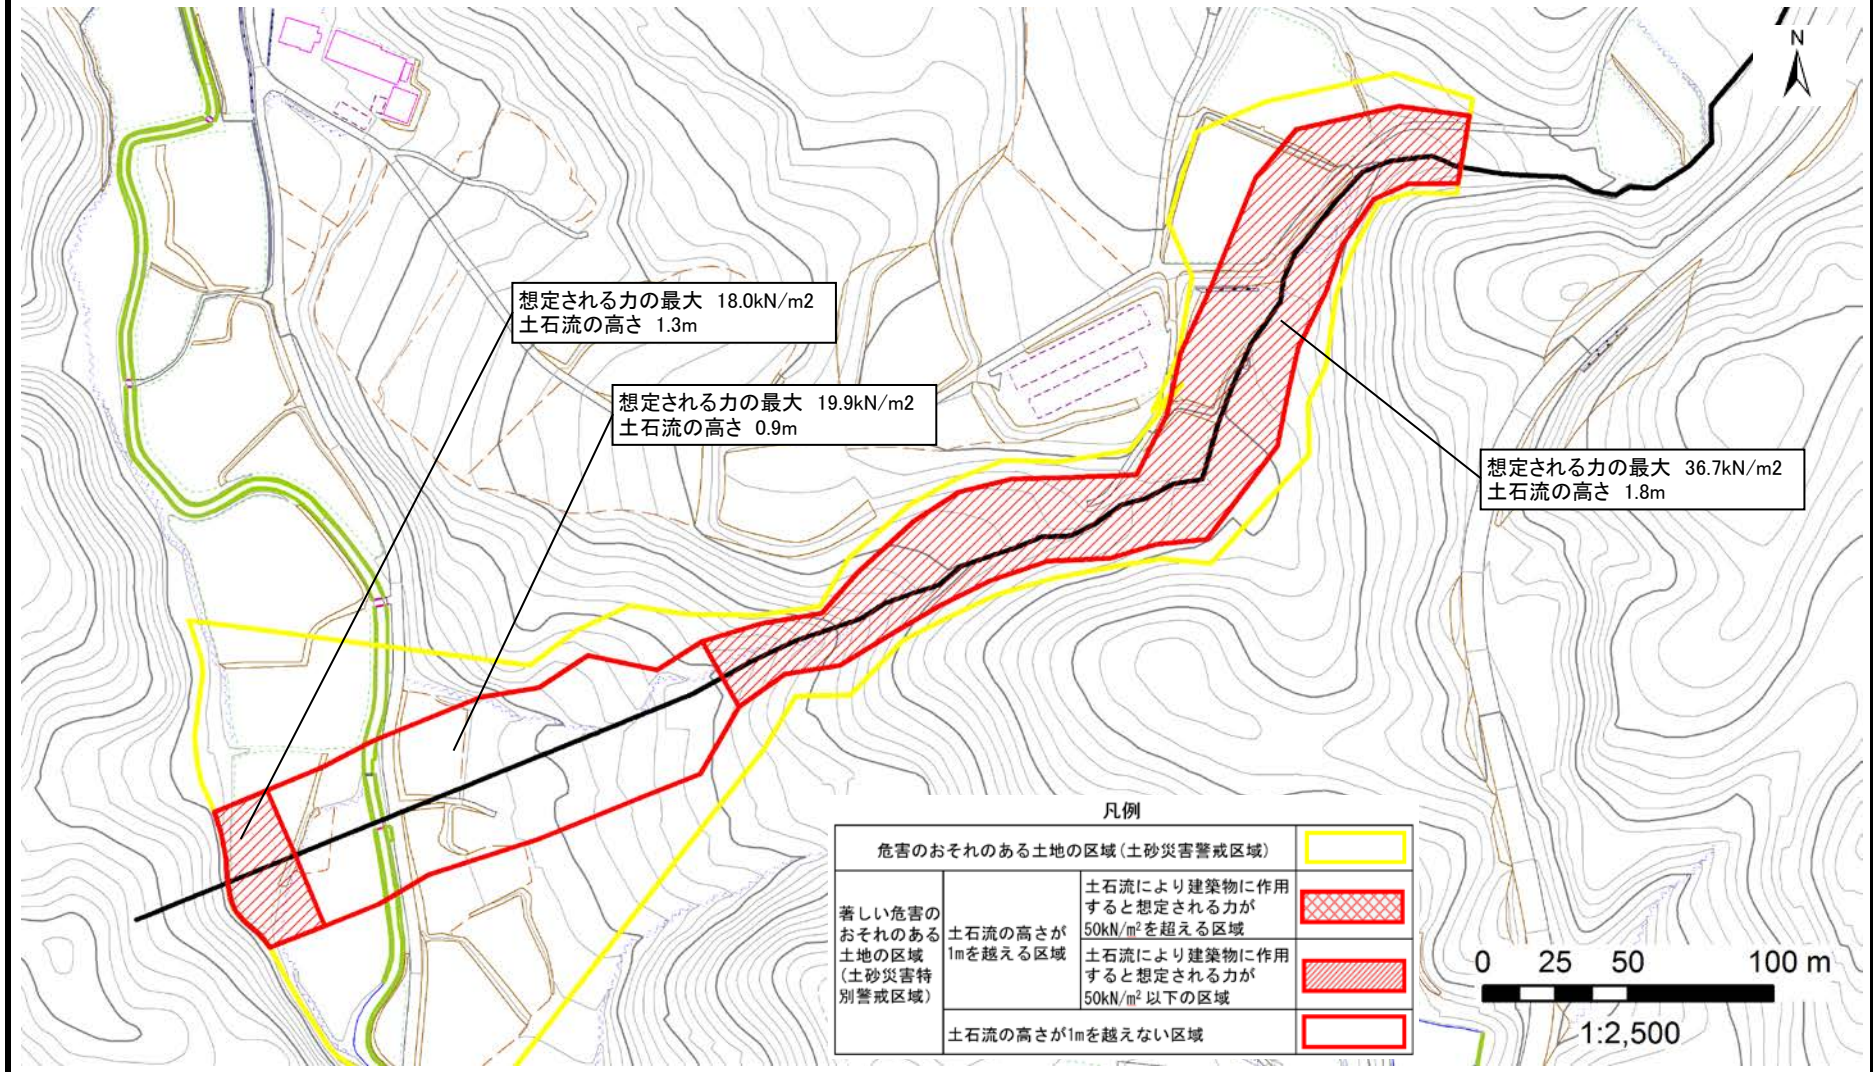 N
想定される力の最大 18.0kN/m2
土石流の高さ 1.3m
想定される力の最大 19.9kN/m2
土石流の高さ 0.9m
想定される力の最大 36.7kN/m2
土石流の高さ 1.8m
凡例
危害のおそれのある土地の区域(土砂災害警戒区域)
著しい危害の
おそれのある
土地の区域
(土砂災害特
別警戒区域)
土石流の高さが
1mを越える区域
土石流により建築物に作用
すると想定される力が
50kN/m²を超える区域
土石流により建築物に作用
すると想定される力が
50kN/m² 以下の区域
土石流の高さが1mを越えない区域
0 25 50 100 m
1:2,500